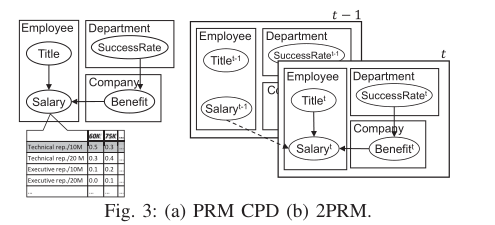 Employee
Department
SuccessRate
Title
Company
Salary
Benefit
60K 75K ...
Technical rep./10M 0.5 0.3 ...
Technical rep./20 M 0.3 0.4 ...
Executive rep./10M 0.1 0.2 ...
Executive rep./20M 0.0 0.1 ...
... ...
t − 1
Employee
Department
SuccessRate t-1
Title t-1
Co
Salary t-1
t
Employee
Department
SuccessRate t
Title t
Company
Salary t
Benefit t
Fig. 3: (a) PRM CPD (b) 2PRM.